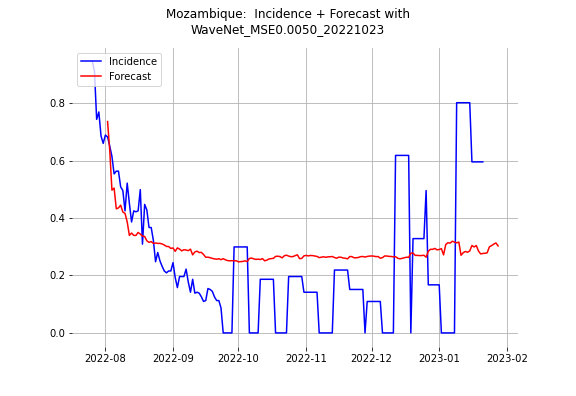 Mozambique:  Incidence + Forecast with
WaveNet_MSE0.0050_20221023
Incidence
Forecast
0.8
0.6
0.4
0.2
0.0
2022-08 2022-09 2022-10 2022-11 2022-12 2023-01 2023-02